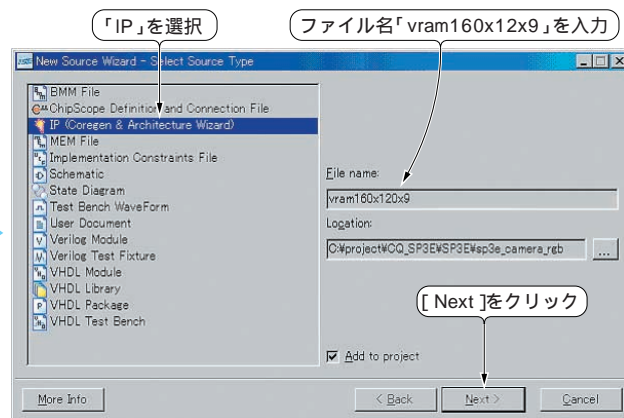 「IP」を選択
ファイル名「vram160x12x9」を入力
New Source Wizard - Select Source Type
BMM File
ChipScope Definition and Connection File
IP (Coregen & Architecture Wizard)
MEM File
Implementation Constraints File
Schematic
State Diagram
Test Bench WaveForm
User Document
Verilog Module
Verilog Test Fixture
VHDL Module
VHDL Library
VHDL Package
VHDL Test Bench
File name:
vram160x120x9
Location:
C:¥project¥CQ_SP3E¥SP3E¥sp3e_camera_rgb
...
[Next]をクリック
Add to project
More Info
< Back
Next >
Cancel